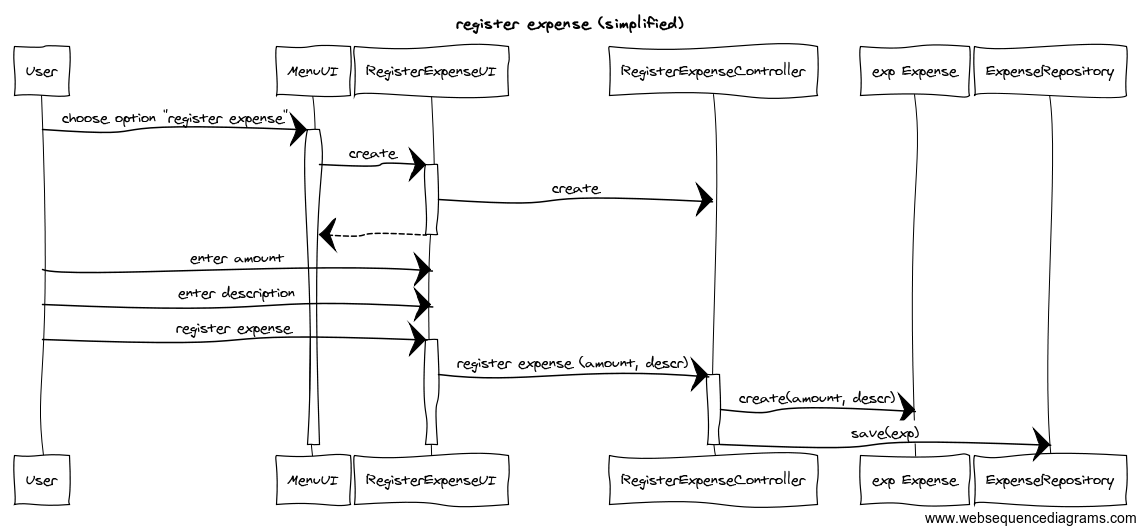 register expense (simplified)
User
MenuUI
RegisterExpenseUI
RegisterExpenseController
exp Expense
ExpenseRepository
choose option "register expense"
create
create
enter amount
enter description
register expense
register expense (amount, descr)
create(amount, descr)
save(exp)
User
MenuUI
RegisterExpenseUI
RegisterExpenseController
exp Expense
ExpenseRepository
www.websequencediagrams.com